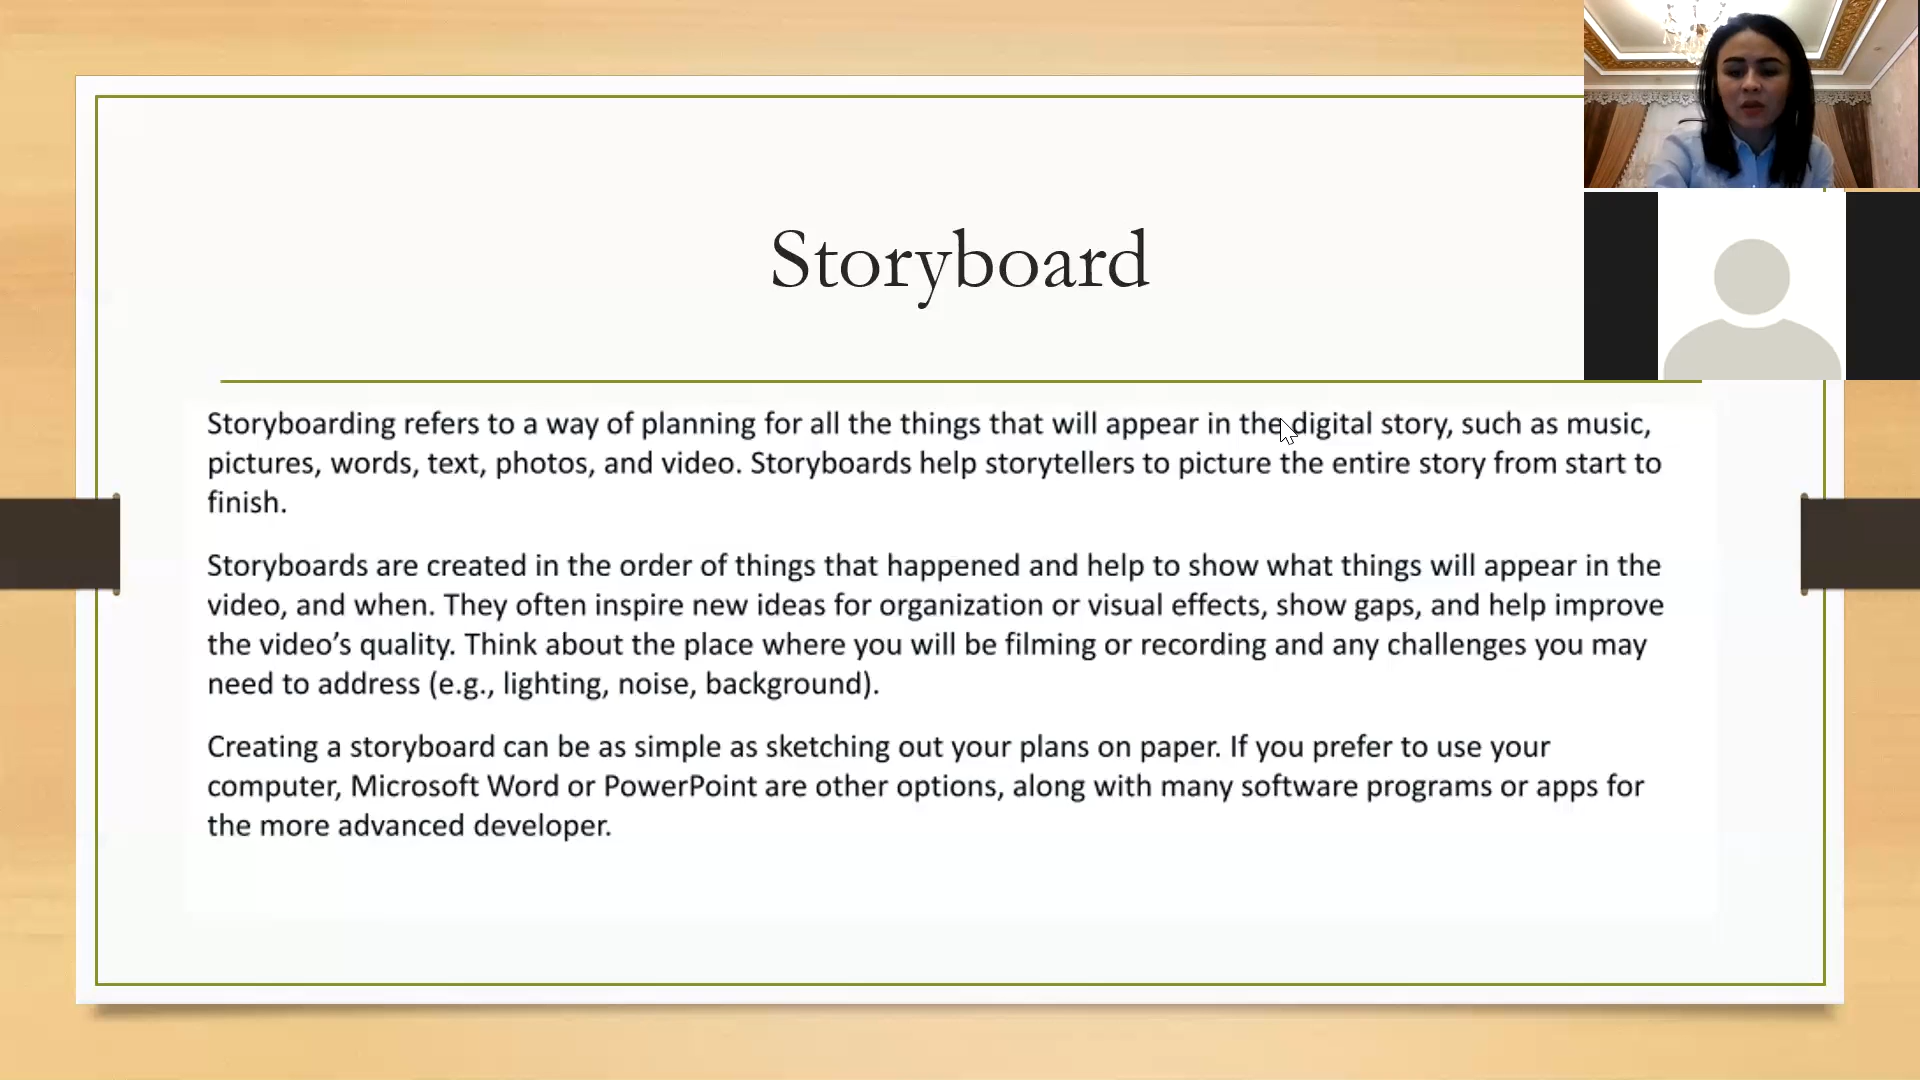 Storyboard
Storyboarding refers to a way of planning for all the things that will appear in the digital story, such as music,
pictures, words, text, photos, and video. Storyboards help storytellers to picture the entire story from start to
finish.
Storyboards are created in the order of things that happened and help to show what things will appear in the
video, and when. They often inspire new ideas for organization or visual effects, show gaps, and help improve
the video’s quality. Think about the place where you will be filming or recording and any challenges you may
need to address (e.g., lighting, noise, background).
Creating a storyboard can be as simple as sketching out your plans on paper. If you prefer to use your
computer, Microsoft Word or PowerPoint are other options, along with many software programs or apps for
the more advanced developer.